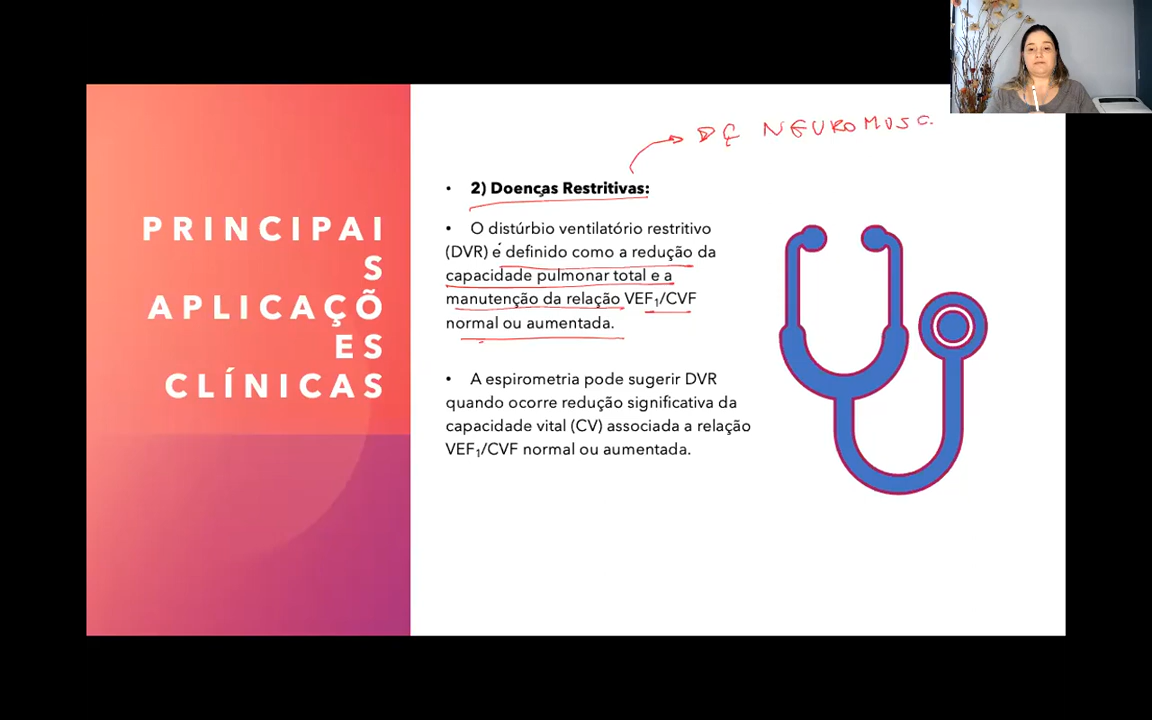 PRINCIPAI
S
APLICAÇÕ
ES
CLÍNICAS
DÇ NEUROMUSC.
• 2) Doenças Restritivas:
• O distúrbio ventilatório restritivo
(DVR) é definido como a redução da
capacidade pulmonar total e a
manutenção da relação VEF₁/CVF
normal ou aumentada.
• A espirometria pode sugerir DVR
quando ocorre redução significativa da
capacidade vital (CV) associada a relação
VEF₁/CVF normal ou aumentada.